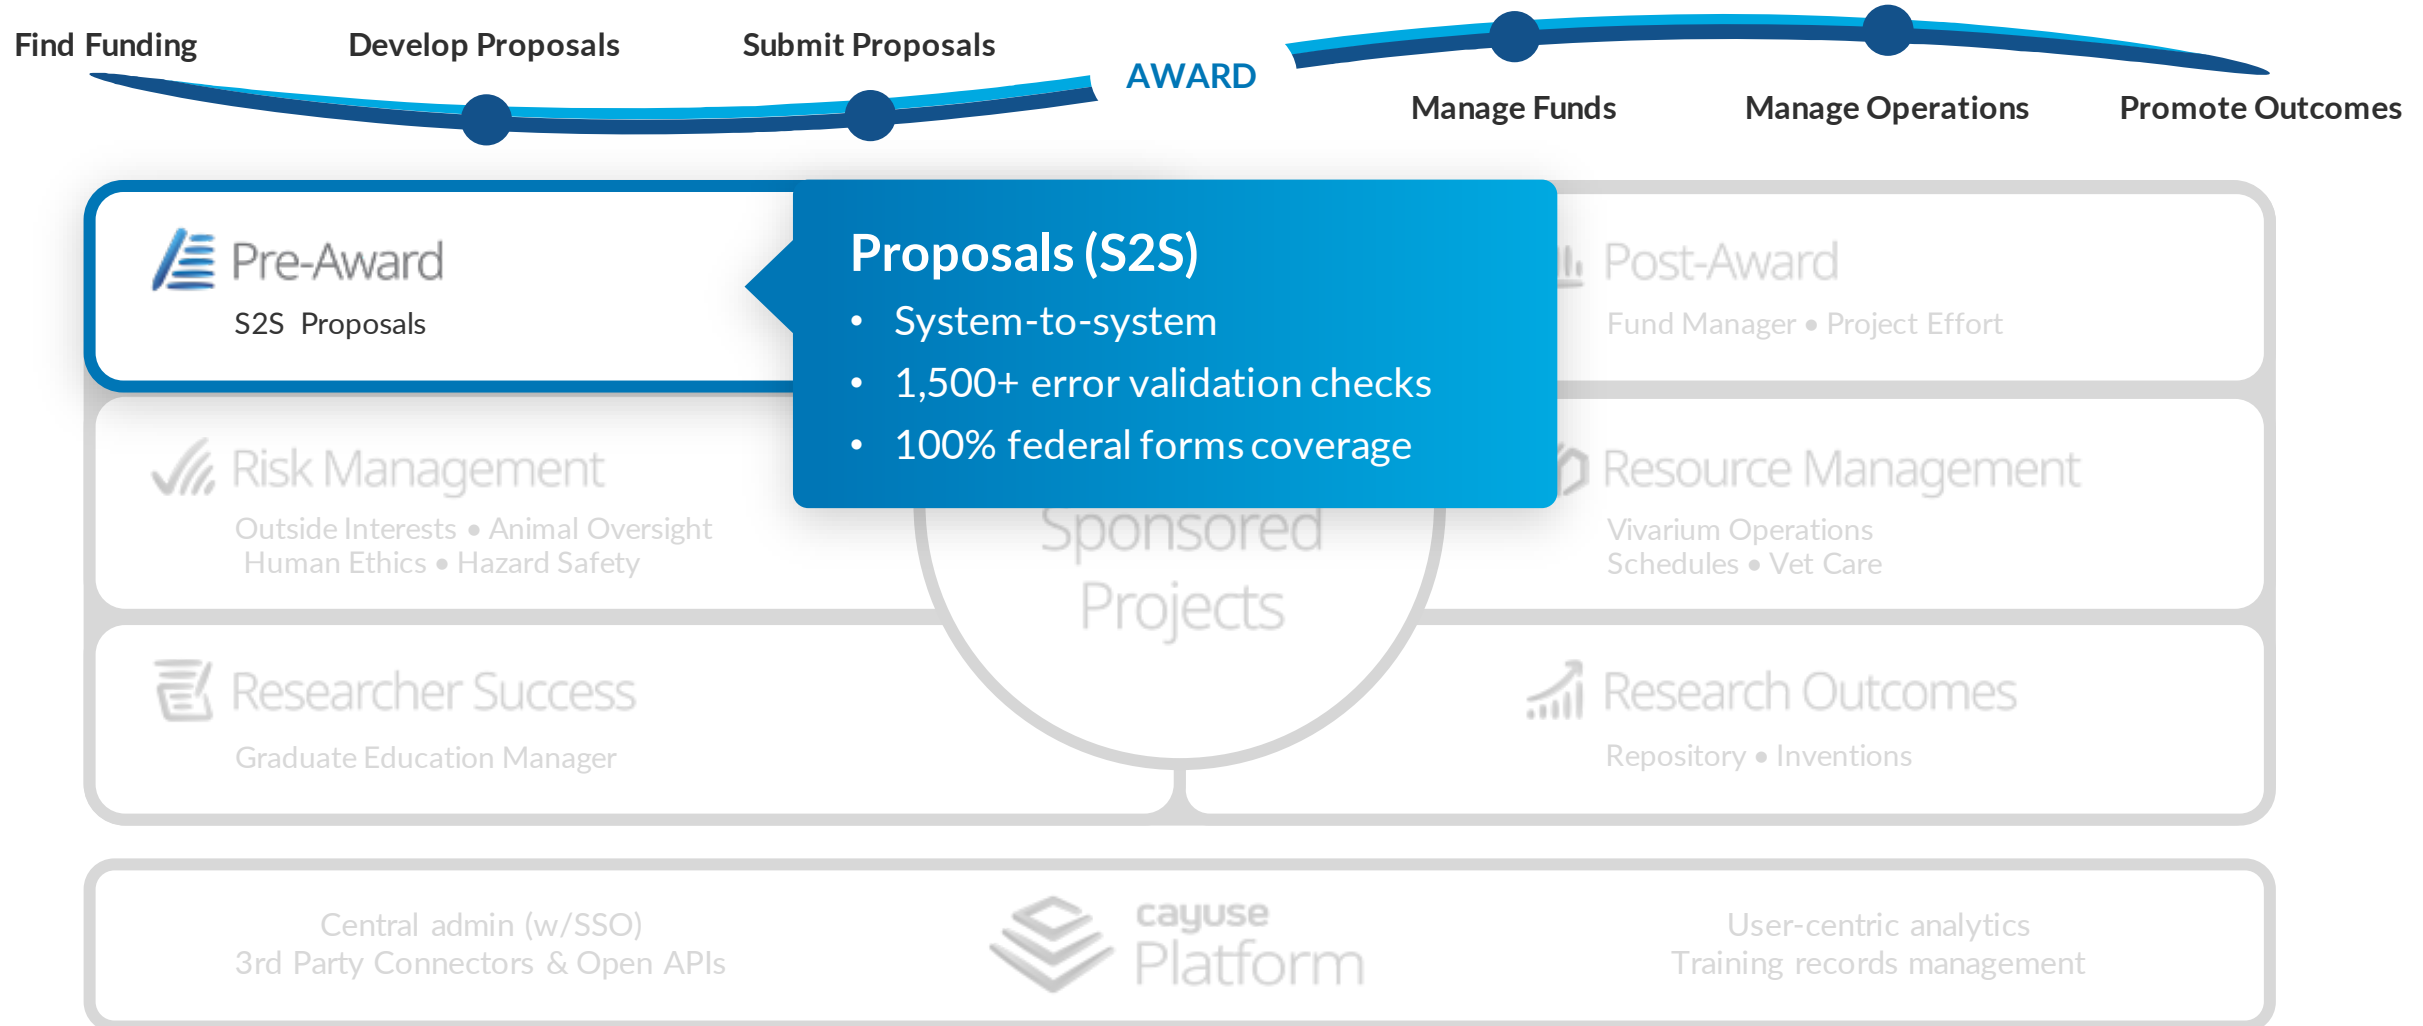 Find Funding
Develop Proposals
Submit Proposals
AWARD
Manage Funds
Manage Operations
Promote Outcomes
Pre-Award
S2S Proposals
Proposals (S2S)
• System-to-system
• 1,500+ error validation checks
• 100% federal forms coverage
Post-Award
Fund Manager • Project Effort
Risk Management
Outside Interests • Animal Oversight
Human Ethics • Hazard Safety
Sponsored
Projects
Resource Management
Vivarium Operations
Schedules • Vet Care
Researcher Success
Graduate Education Manager
Research Outcomes
Repository • Inventions
Central admin (w/SSO)
3rd Party Connectors & Open APIs
cayuse
Platform
User-centric analytics
Training records management